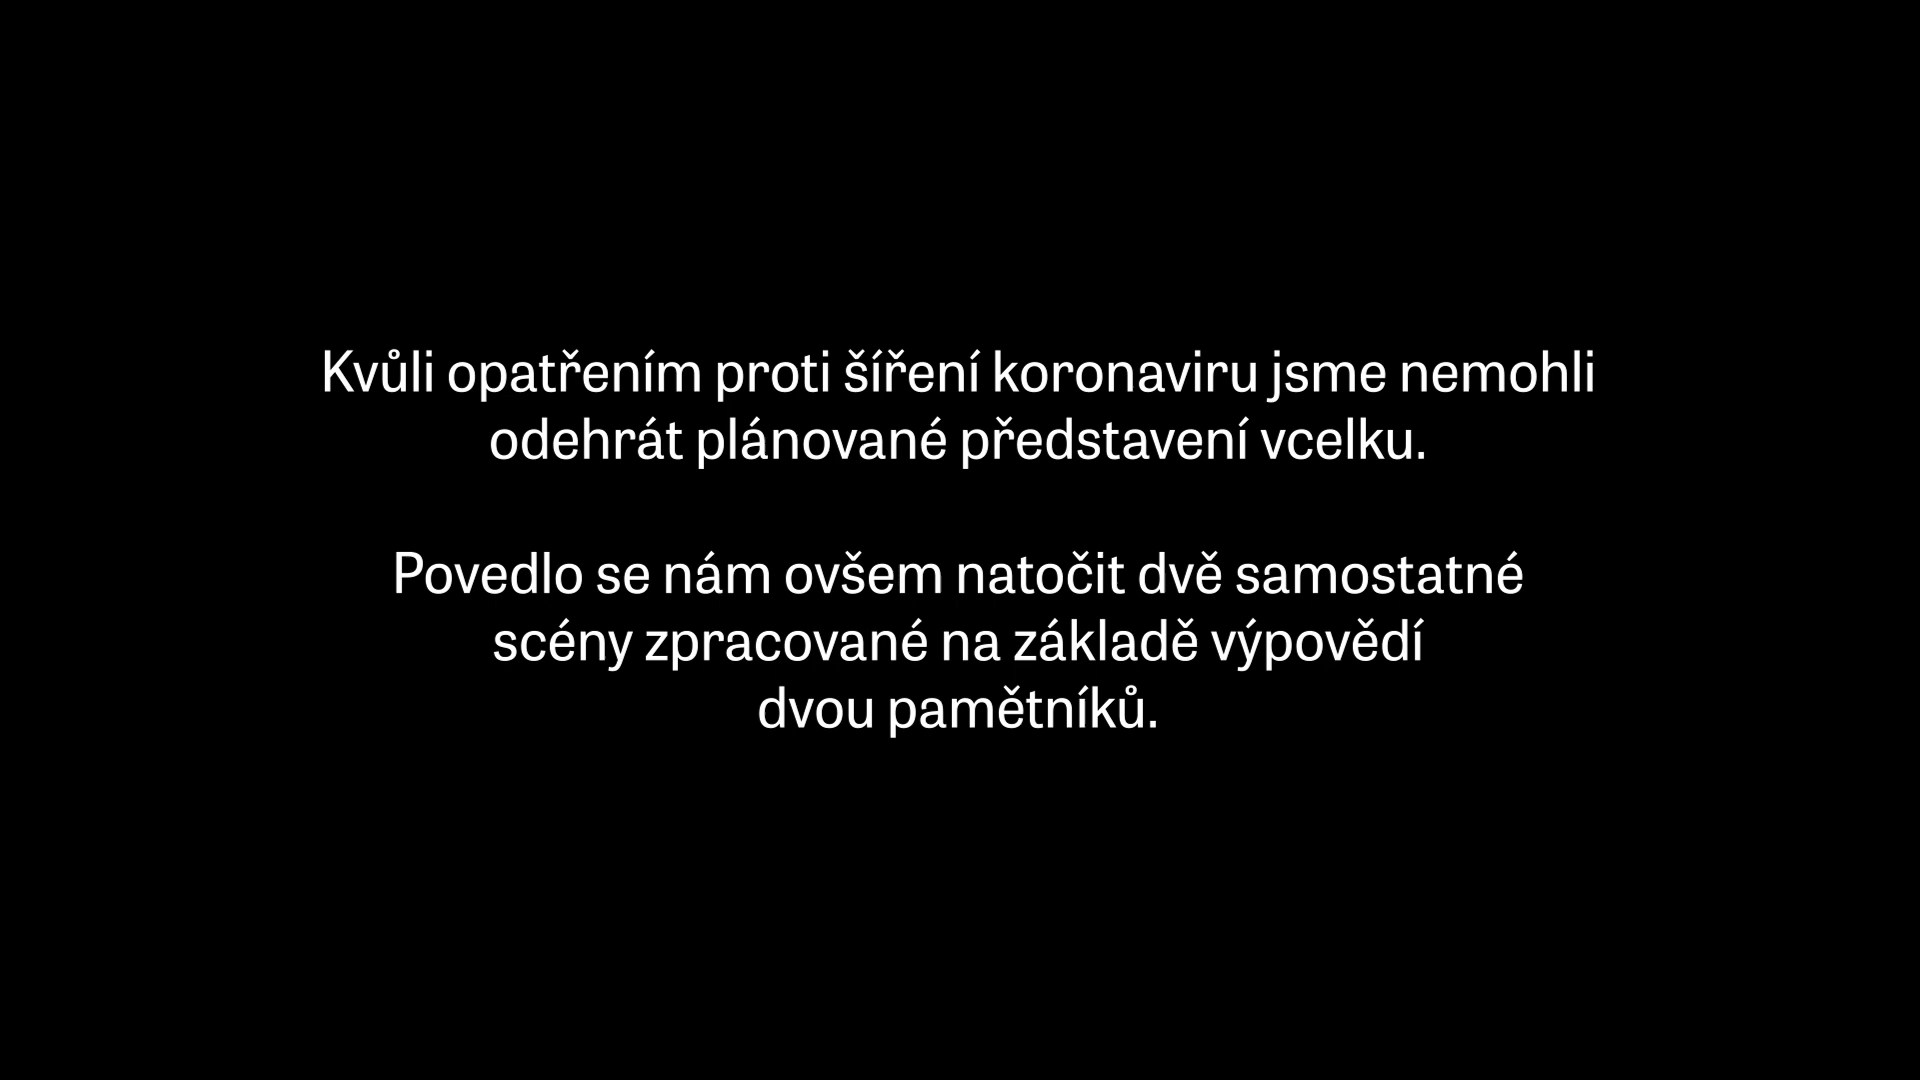 Kvůli opatřením proti šíření koronaviru jsme nemohli
odehrát plánované představení vcelku.
Povedlo se nám ovšem natočit dvě samostatné
scény zpracované na základě výpovědí
dvou pamětníků.